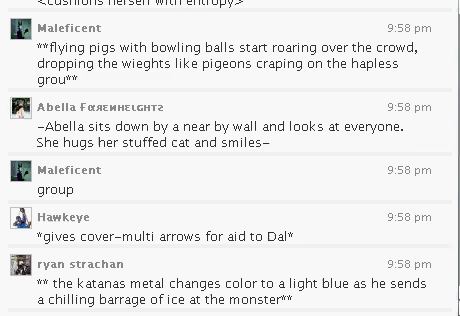 <cushions herself with entropy>
Maleficent 9:58 pm
**flying pigs with bowling balls start roaring over the crowd,
dropping the wieghts like pigeons craping on the hapless
grou**
Abella Fαʀᴇᴎʜᴇɩɢʜᴛƨ 9:58 pm
~Abella sits down by a near by wall and looks at everyone.
She hugs her stuffed cat and smiles~
Maleficent 9:58 pm
group
Hawkeye 9:58 pm
*gives cover-multi arrows for aid to Dal*
ryan strachan 9:58 pm
** the katanas metal changes color to a light blue as he sends
a chilling barrage of ice at the monster**